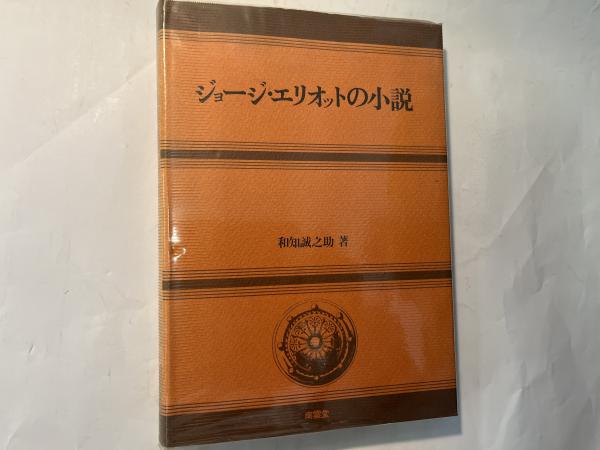 ジョージ・エリオットの小説
和知誠之助 著
南雲堂